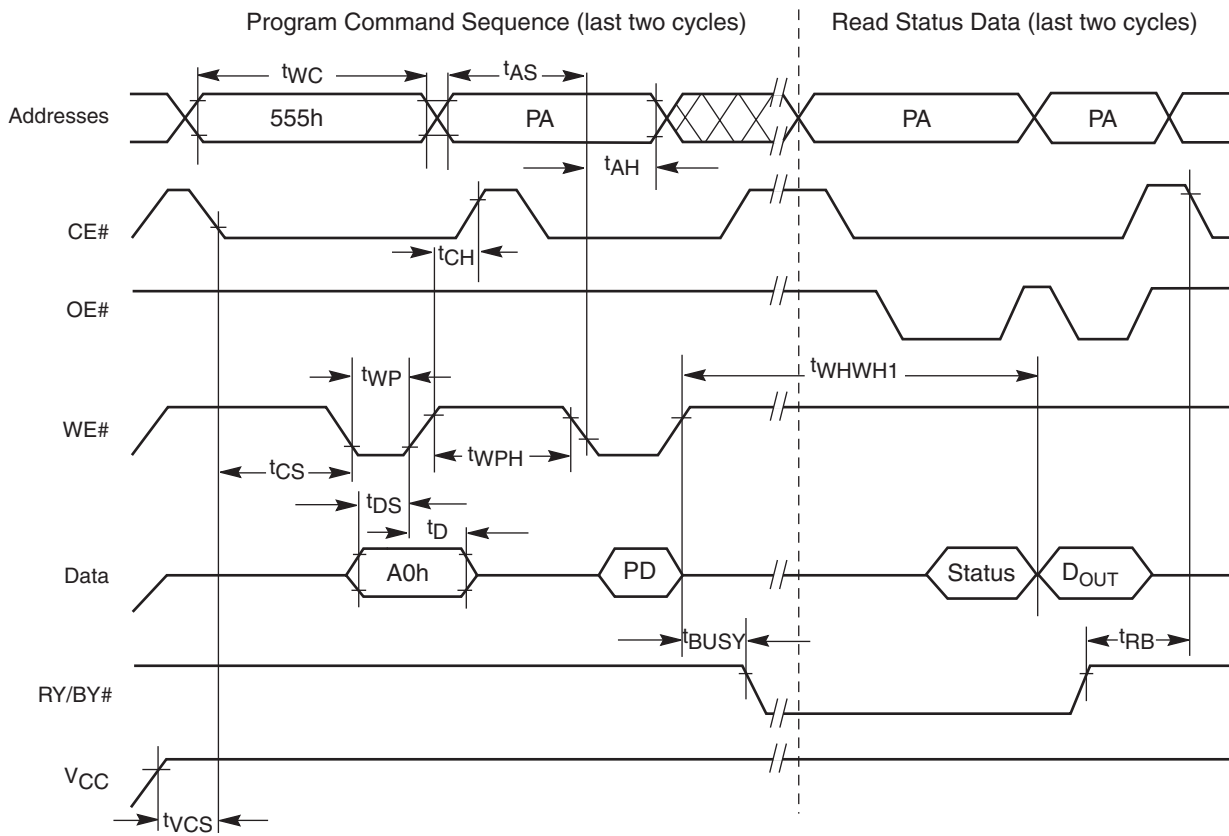 Program Command Sequence (last two cycles)
Read Status Data (last two cycles)
tWC
tAS
Addresses
555h
PA
PA
PA
tAH
CE#
tCH
OE#
tWP
tWHWH1
WE#
tCS
tWPH
tDS
tD
Data
A0h
PD
Status
DOUT
tBUSY
tRB
RY/BY#
VCC
tVCS